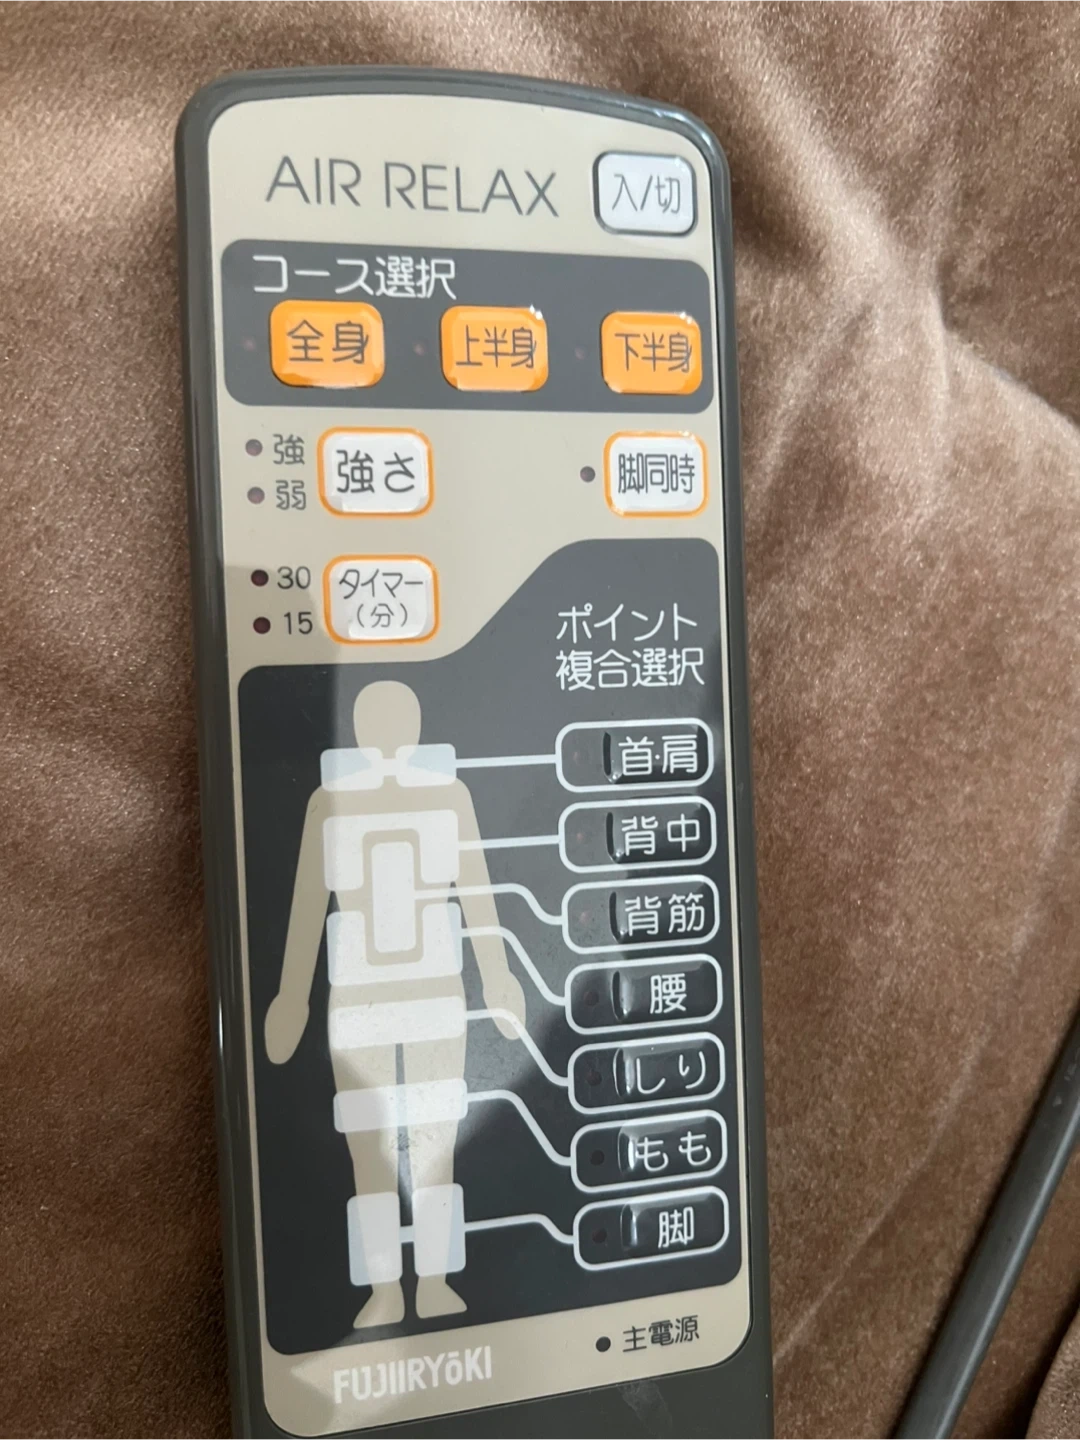 AIR RELAX
入/切
コース選択
全身
上半身
下半身
強
弱
強さ
脚同時
30
15
タイマー
(分)
ポイント
複合選択
首・肩
背中
背筋
腰
しり
もも
脚
主電源
FUJIIRYōKI